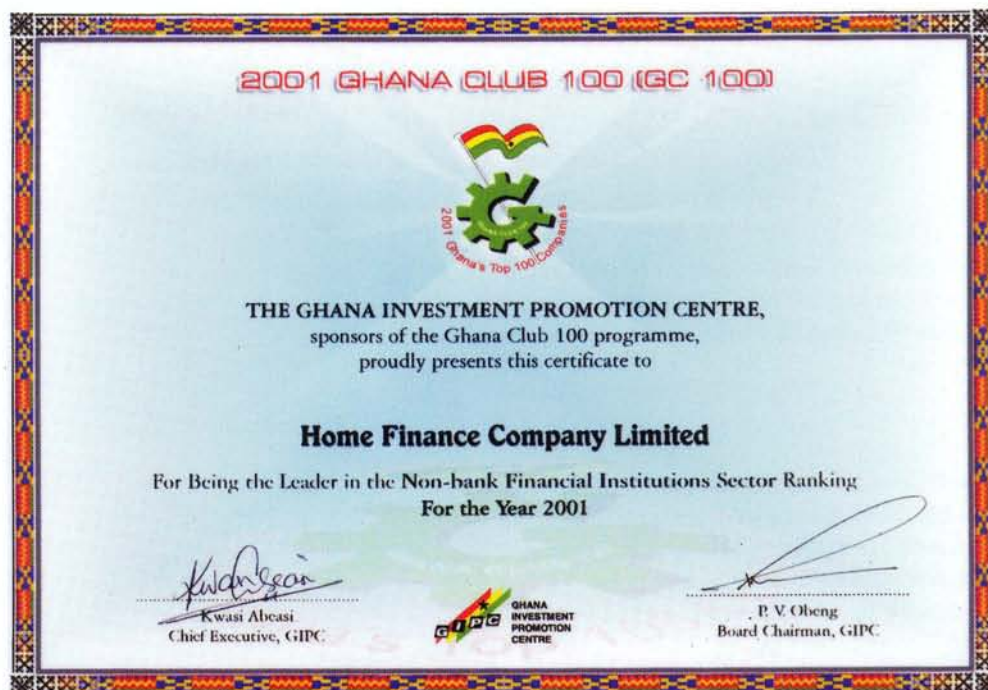 2001 GHANA CLUB 100 (GC 100)
GHANA CLUB 100
2001 Ghana's Top 100 Companies
THE GHANA INVESTMENT PROMOTION CENTRE,
sponsors of the Ghana Club 100 programme,
proudly presents this certificate to
Home Finance Company Limited
For Being the Leader in the Non-bank Financial Institutions Sector Ranking
For the Year 2001
Kwasi Abeasi
Chief Executive, GIPC
GIPC
GHANA
INVESTMENT
PROMOTION
CENTRE
P. V. Obeng
Board Chairman, GIPC